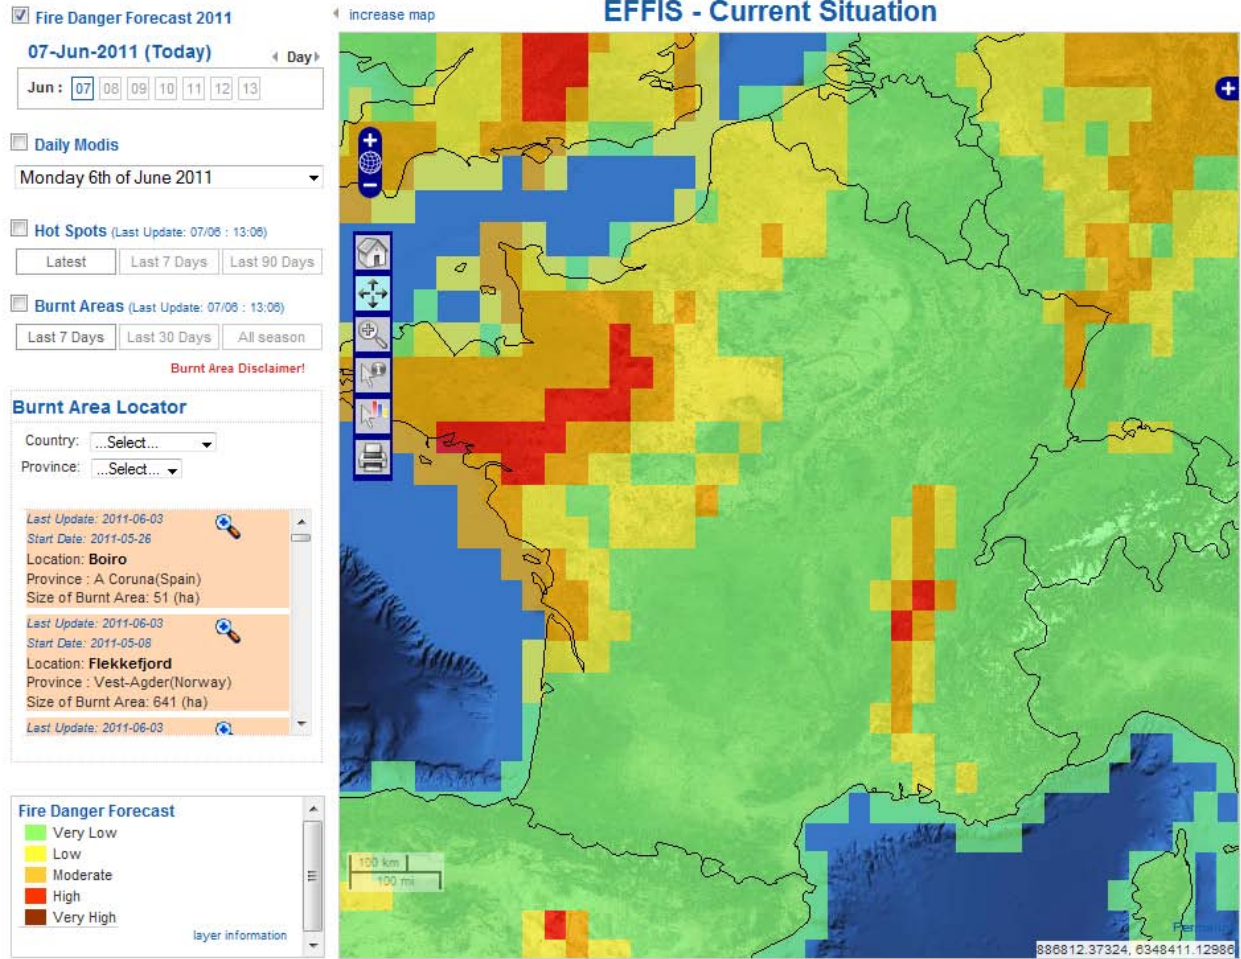 Fire Danger Forecast 2011
increase map
EFFIS - Current Situation
07-Jun-2011 (Today)
Day
Jun : 07 08 09 10 11 12 13
Daily Modis
Monday 6th of June 2011
Hot Spots (Last Update: 07/06 : 13:06)
Latest Last 7 Days Last 90 Days
Burnt Areas (Last Update: 07/06 : 13:06)
Last 7 Days Last 30 Days All season
Burnt Area Disclaimer!
Burnt Area Locator
Country: ...Select...
Province: ...Select...
Last Update: 2011-06-03
Start Date: 2011-05-26
Location: Boiro
Province : A Coruna(Spain)
Size of Burnt Area: 51 (ha)
Last Update: 2011-06-03
Start Date: 2011-05-08
Location: Flekkefjord
Province : Vest-Agder(Norway)
Size of Burnt Area: 641 (ha)
Last Update: 2011-06-03
Fire Danger Forecast
Very Low
Low
Moderate
High
Very High
layer information
100 km
100 mi
886812.37324, 6348411.12986